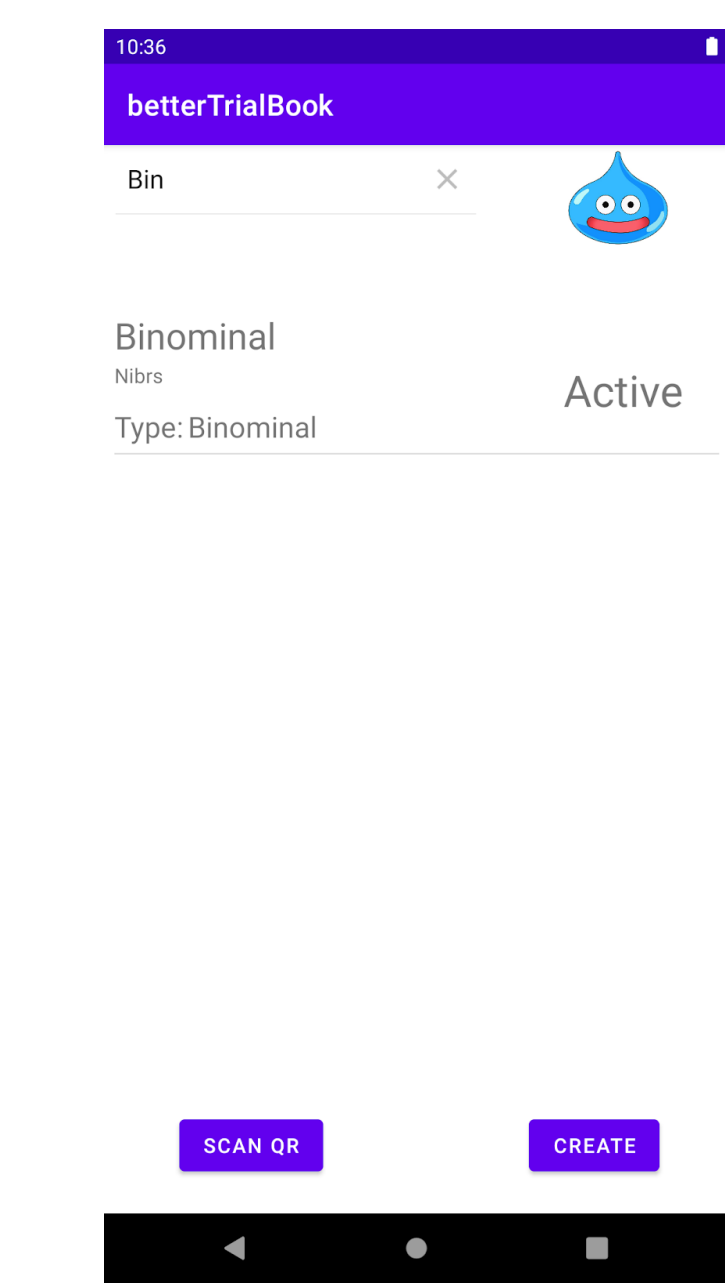 10:36
betterTrialBook
Bin
Binominal
Nibrs
Active
Type: Binominal
SCAN QR
CREATE